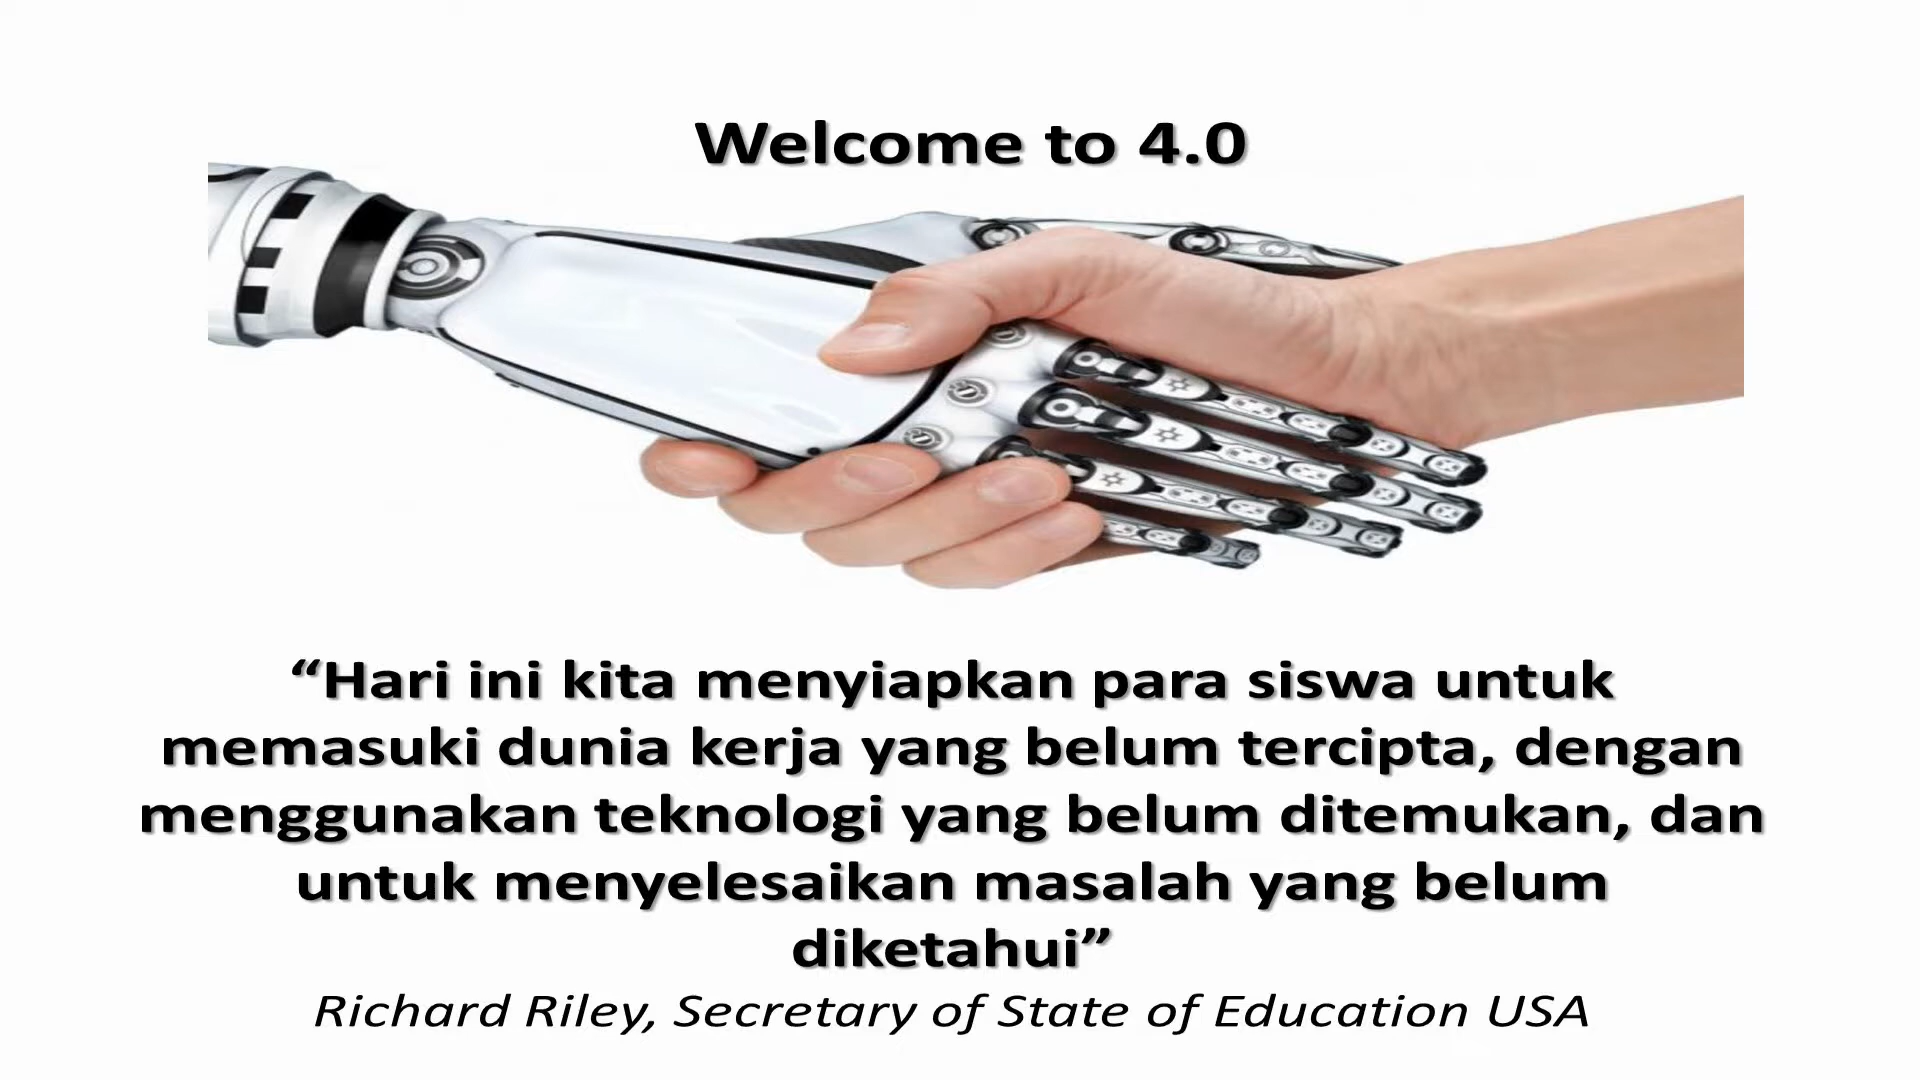 Welcome to 4.0
“Hari ini kita menyiapkan para siswa untuk
memasuki dunia kerja yang belum tercipta, dengan
menggunakan teknologi yang belum ditemukan, dan
untuk menyelesaikan masalah yang belum
diketahui”
Richard Riley, Secretary of State of Education USA